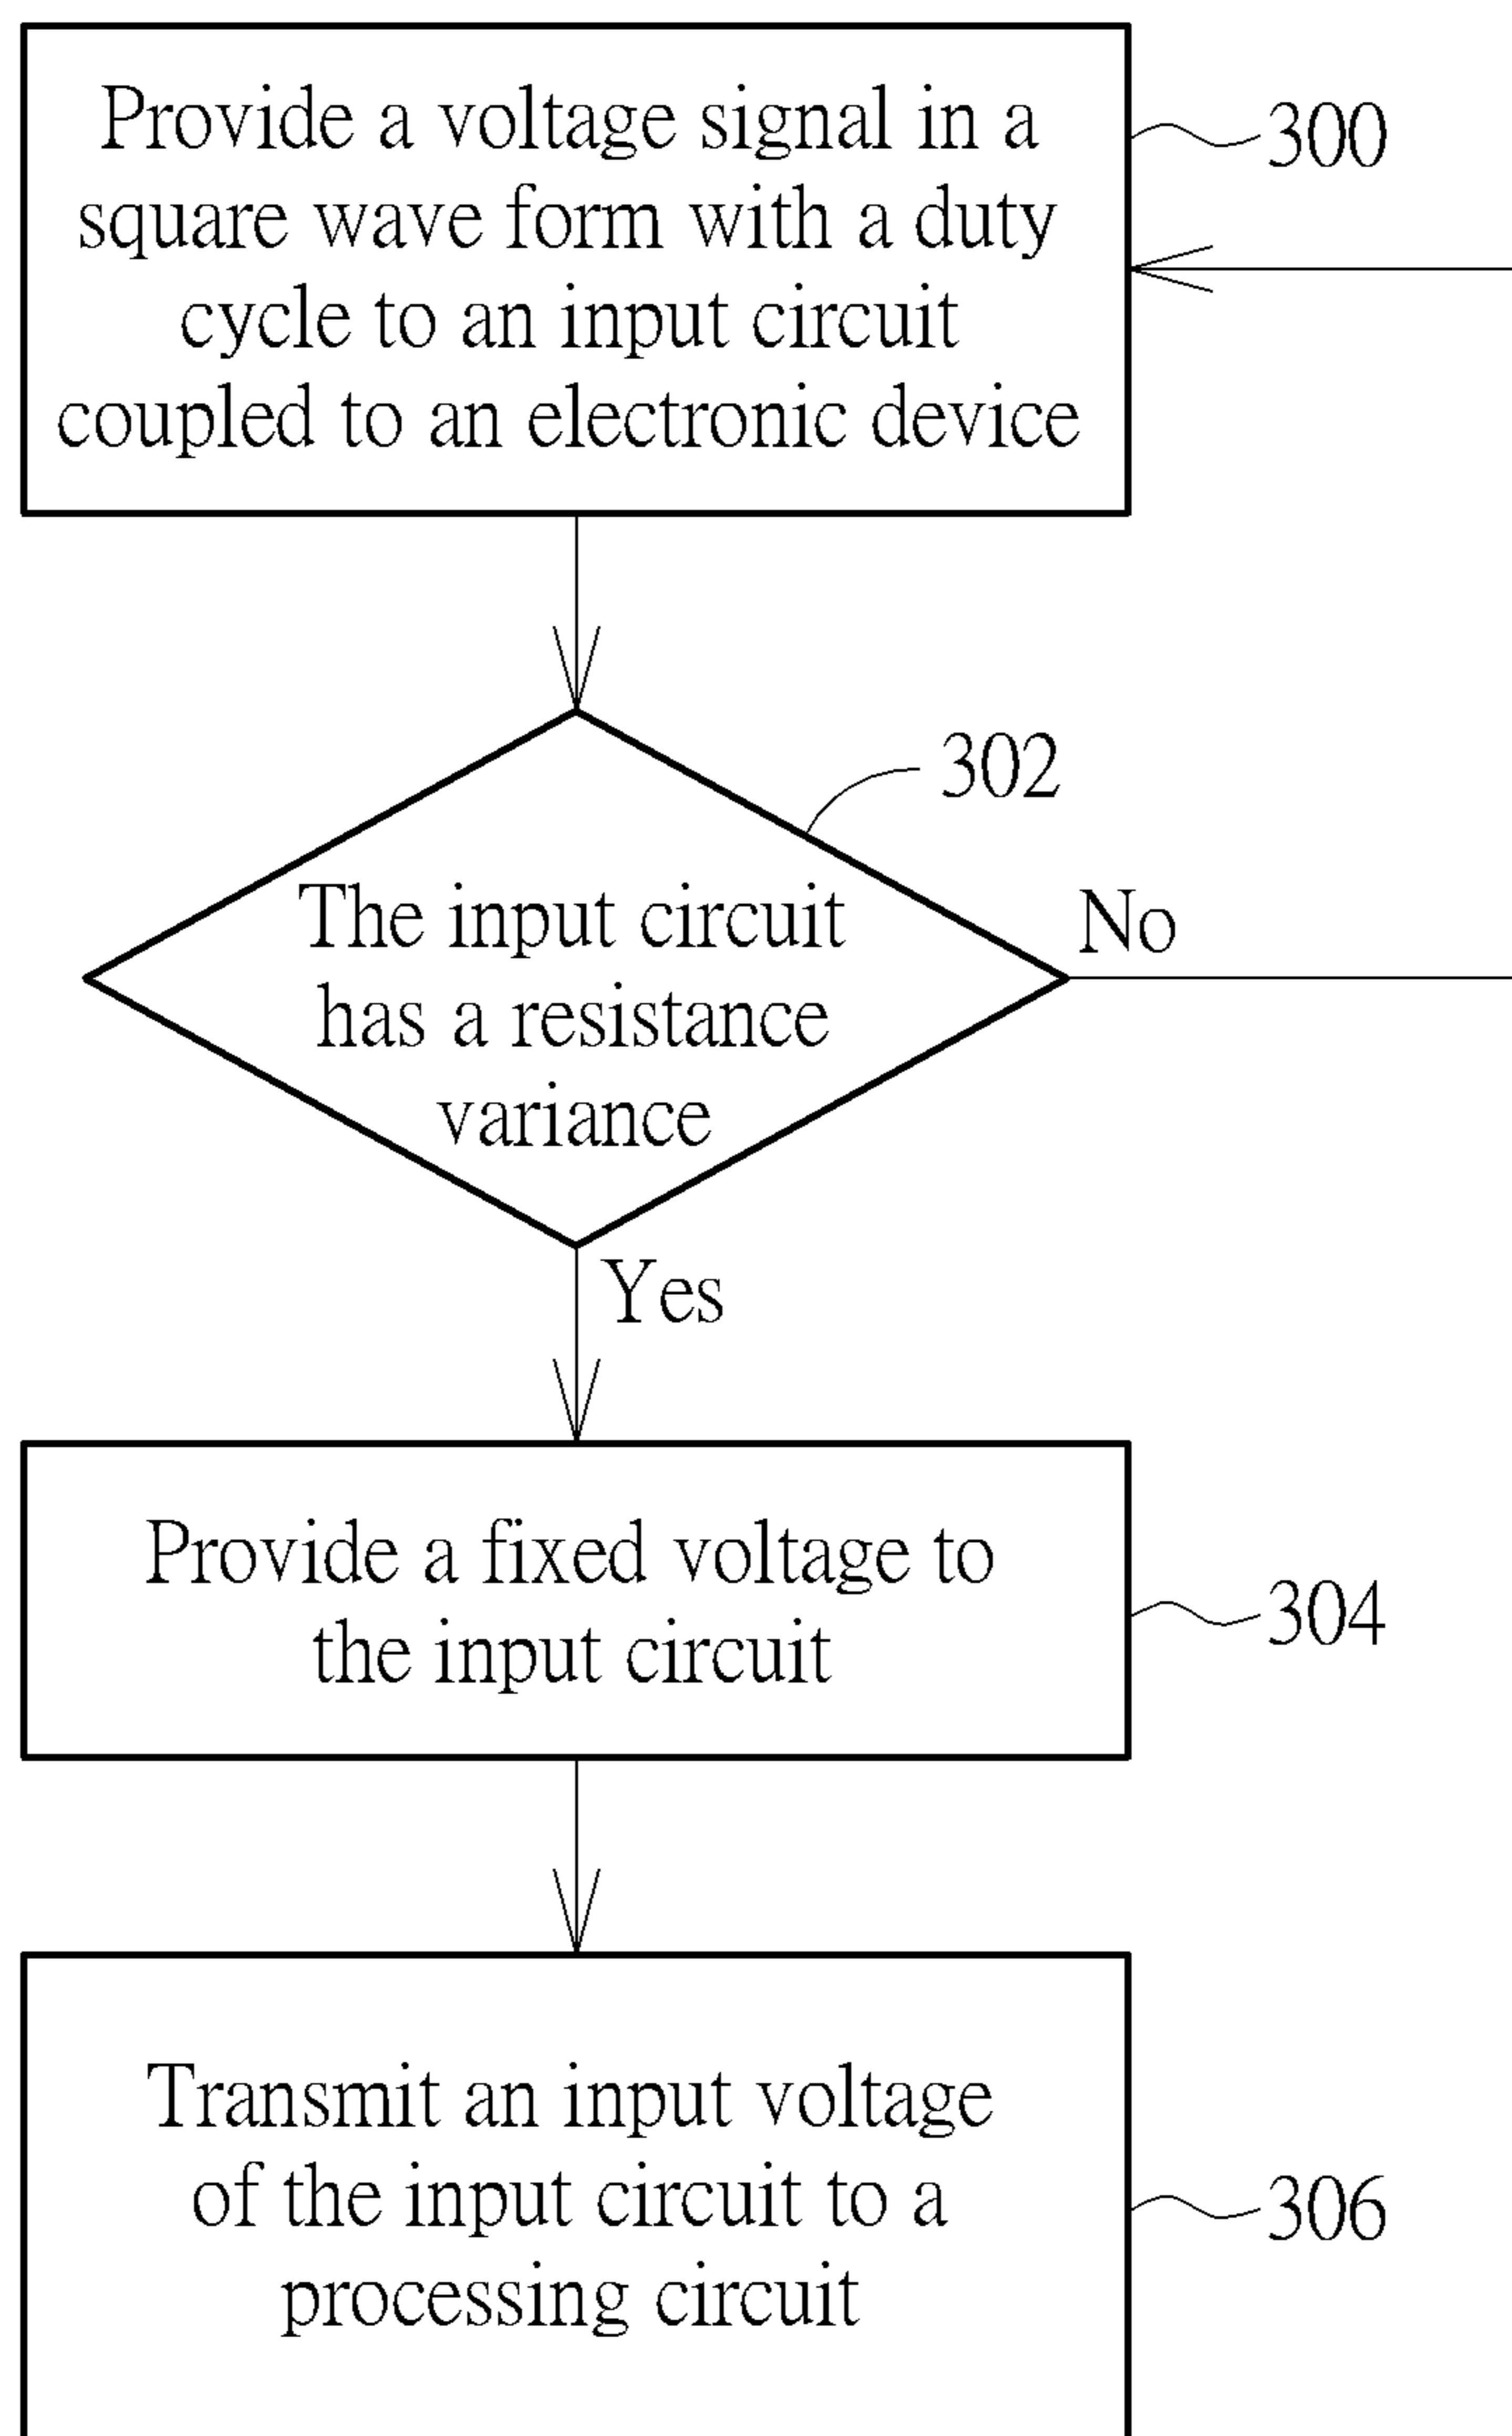 Provide a voltage signal in a
square wave form with a duty
cycle to an input circuit
coupled to an electronic device
300
302
The input circuit
has a resistance
variance
No
Yes
Provide a fixed voltage to
the input circuit
304
Transmit an input voltage
of the input circuit to a
processing circuit
306